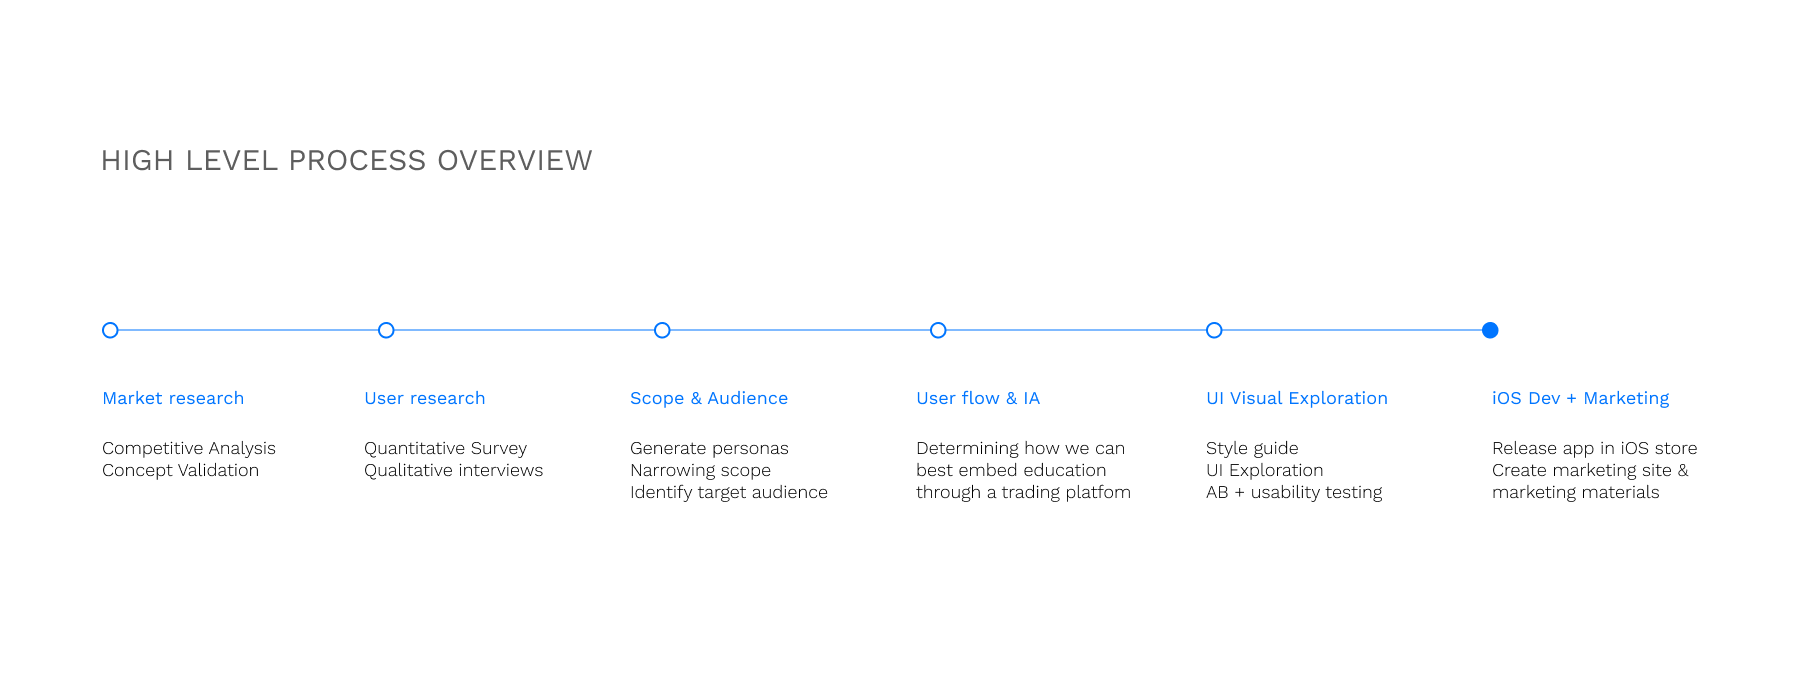 HIGH LEVEL PROCESS OVERVIEW
Market research
Competitive Analysis
Concept Validation
User research
Quantitative Survey
Qualitative interviews
Scope & Audience
Generate personas
Narrowing scope
Identify target audience
User flow & IA
Determining how we can
best embed education
through a trading platfom
UI Visual Exploration
Style guide
UI Exploration
AB + usability testing
iOS Dev + Marketing
Release app in iOS store
Create marketing site &
marketing materials